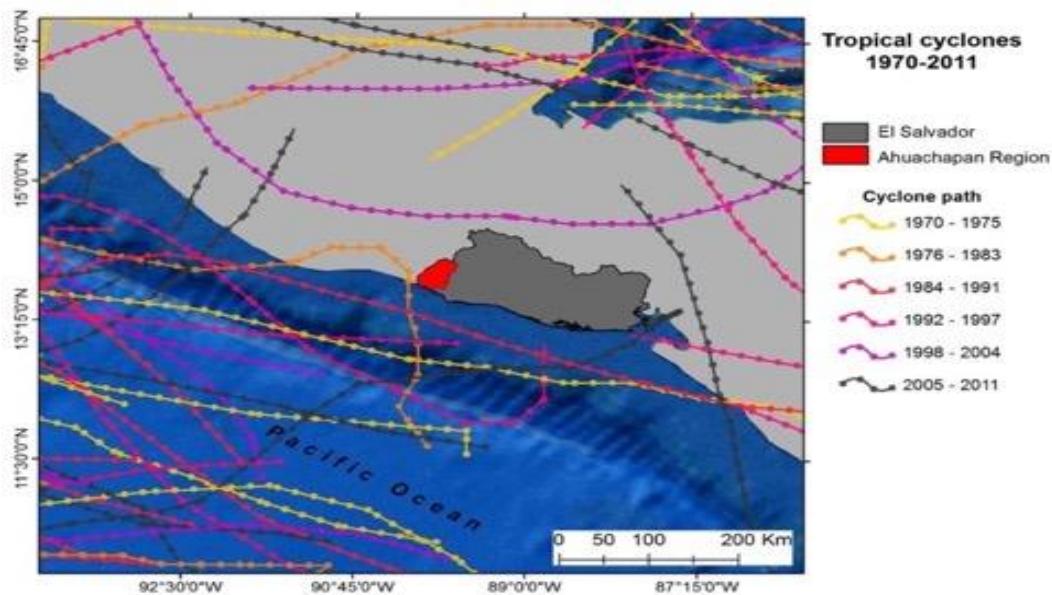 Tropical cyclones
1970-2011
El Salvador
Ahuachapan Region
Cyclone path
1970 - 1975
1976 - 1983
1984 - 1991
1992 - 1997
1998 - 2004
2005 - 2011
16°45'0"N
15°0'0"N
13°15'0"N
11°30'0"N
Pacific Ocean
0 50 100 200 Km
92°30'0"W 90°45'0"W 89°0'0"W 87°15'0"W